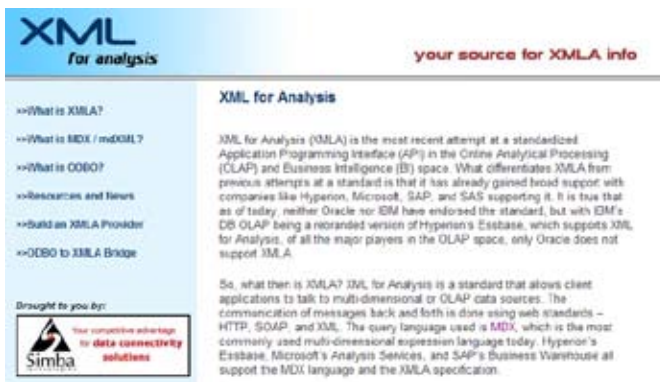 XML
for analysis
your source for XMLA info
>>What is XMLA?
>>What is MDX / mdXML?
>>What is ODBO?
>>Resources and News
>>Build an XMLA Provider
>>ODBO to XMLA Bridge
Brought to you by:
Simba
Your competitive advantage
for data connectivity
solutions
XML for Analysis
XML for Analysis (XMLA) is the most recent attempt at a standardized
Application Programming Interface (API) in the Online Analytical Processing
(OLAP) and Business Intelligence (BI) space. What differentiates XMLA from
previous attempts at a standard is that it has already gained broad support with
companies like Hyperion, Microsoft, SAP, and SAS supporting it. It is true that
as of today, neither Oracle nor IBM have endorsed the standard, but with IBM's
DB OLAP being a rebranded version of Hyperion's Essbase, which supports XML
for Analysis, of all the major players in the OLAP space, only Oracle does not
support XMLA.
So, what then is XMLA? XML for Analysis is a standard that allows client
applications to talk to multi-dimensional or OLAP data sources. The
communication of messages back and forth is done using web standards –
HTTP, SOAP, and XML. The query language used is MDX, which is the most
commonly used multi-dimensional expression language today. Hyperion's
Essbase, Microsoft's Analysis Services, and SAP's Business Warehouse all
support the MDX language and the XMLA specification.